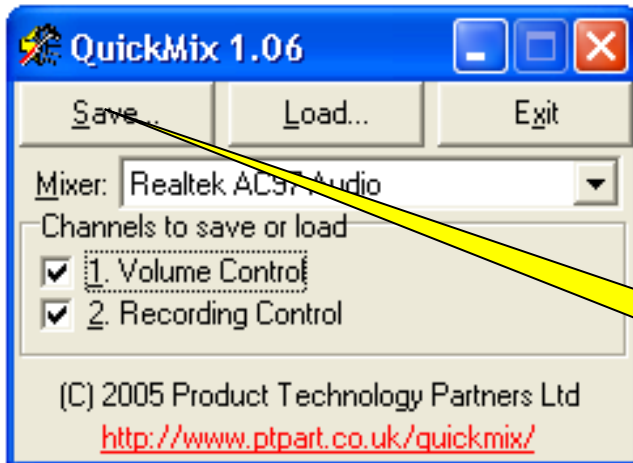 QuickMix 1.06
Save... Load... Exit
Mixer: Realtek AC97 Audio
Channels to save or load
1. Volume Control
2. Recording Control
(C) 2005 Product Technology Partners Ltd
http://www.ptpart.co.uk/quickmix/